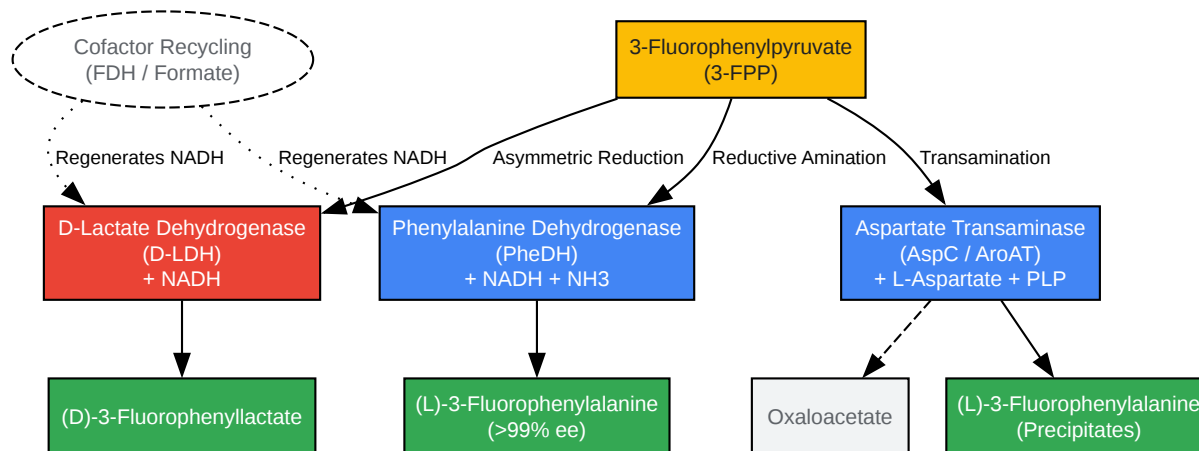 Cofactor Recycling
(FDH / Formate)
3-Fluorophenylpyruvate
(3-FPP)
Regenerates NADH
Regenerates NADH
Asymmetric Reduction
Reductive Amination
Transamination
D-Lactate Dehydrogenase
(D-LDH)
+ NADH
Phenylalanine Dehydrogenase
(PheDH)
+ NADH + NH3
Aspartate Transaminase
(AspC / AroAT)
+ L-Aspartate + PLP
(D)-3-Fluorophenyllactate
(L)-3-Fluorophenylalanine
(>99% ee)
Oxaloacetate
(L)-3-Fluorophenylalanine
(Precipitates)